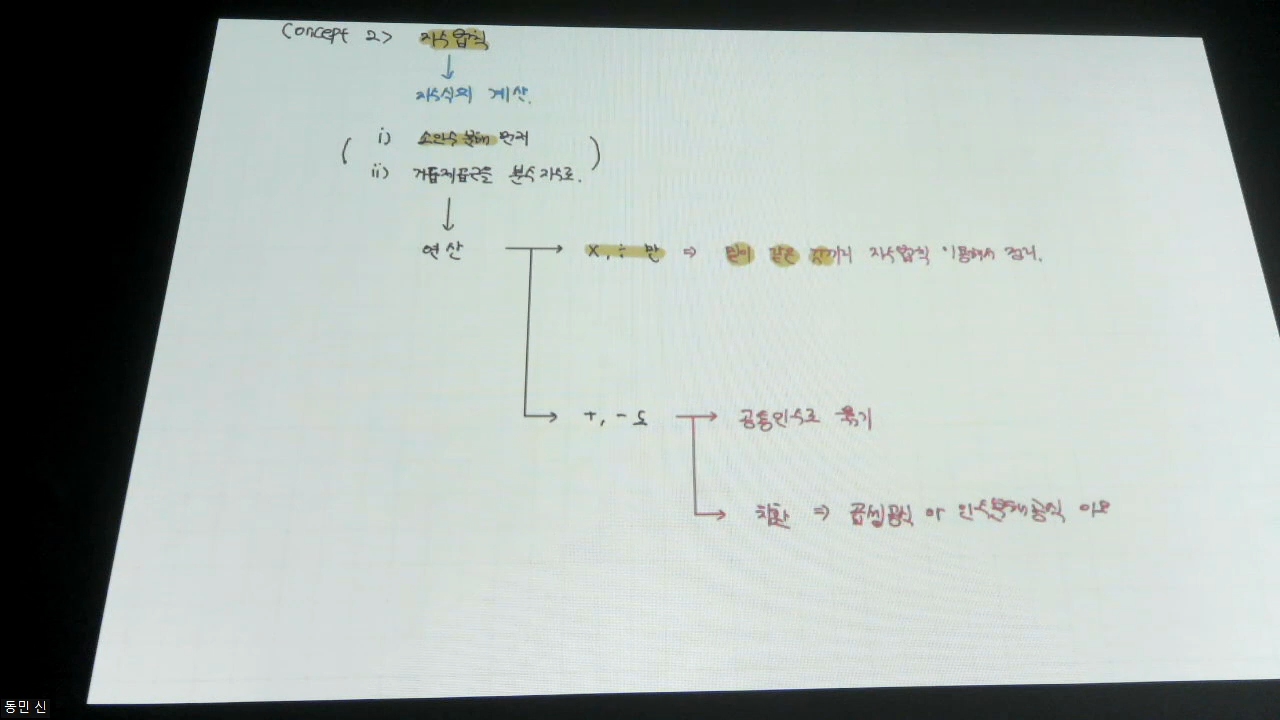 Concept 2> 지수법칙
지수식의 계산.
i) 소인수분해 먼저
ii) 거듭제곱근을 분수지수로.
연산 x, ÷ 만 ⇒ 밑이 같은 것끼리 지수법칙 이용해서 정리.
+, - 도 공통인수로 묶기
치환 ⇒ 곱셈공식 or 인수분해공식 이용
동민 신